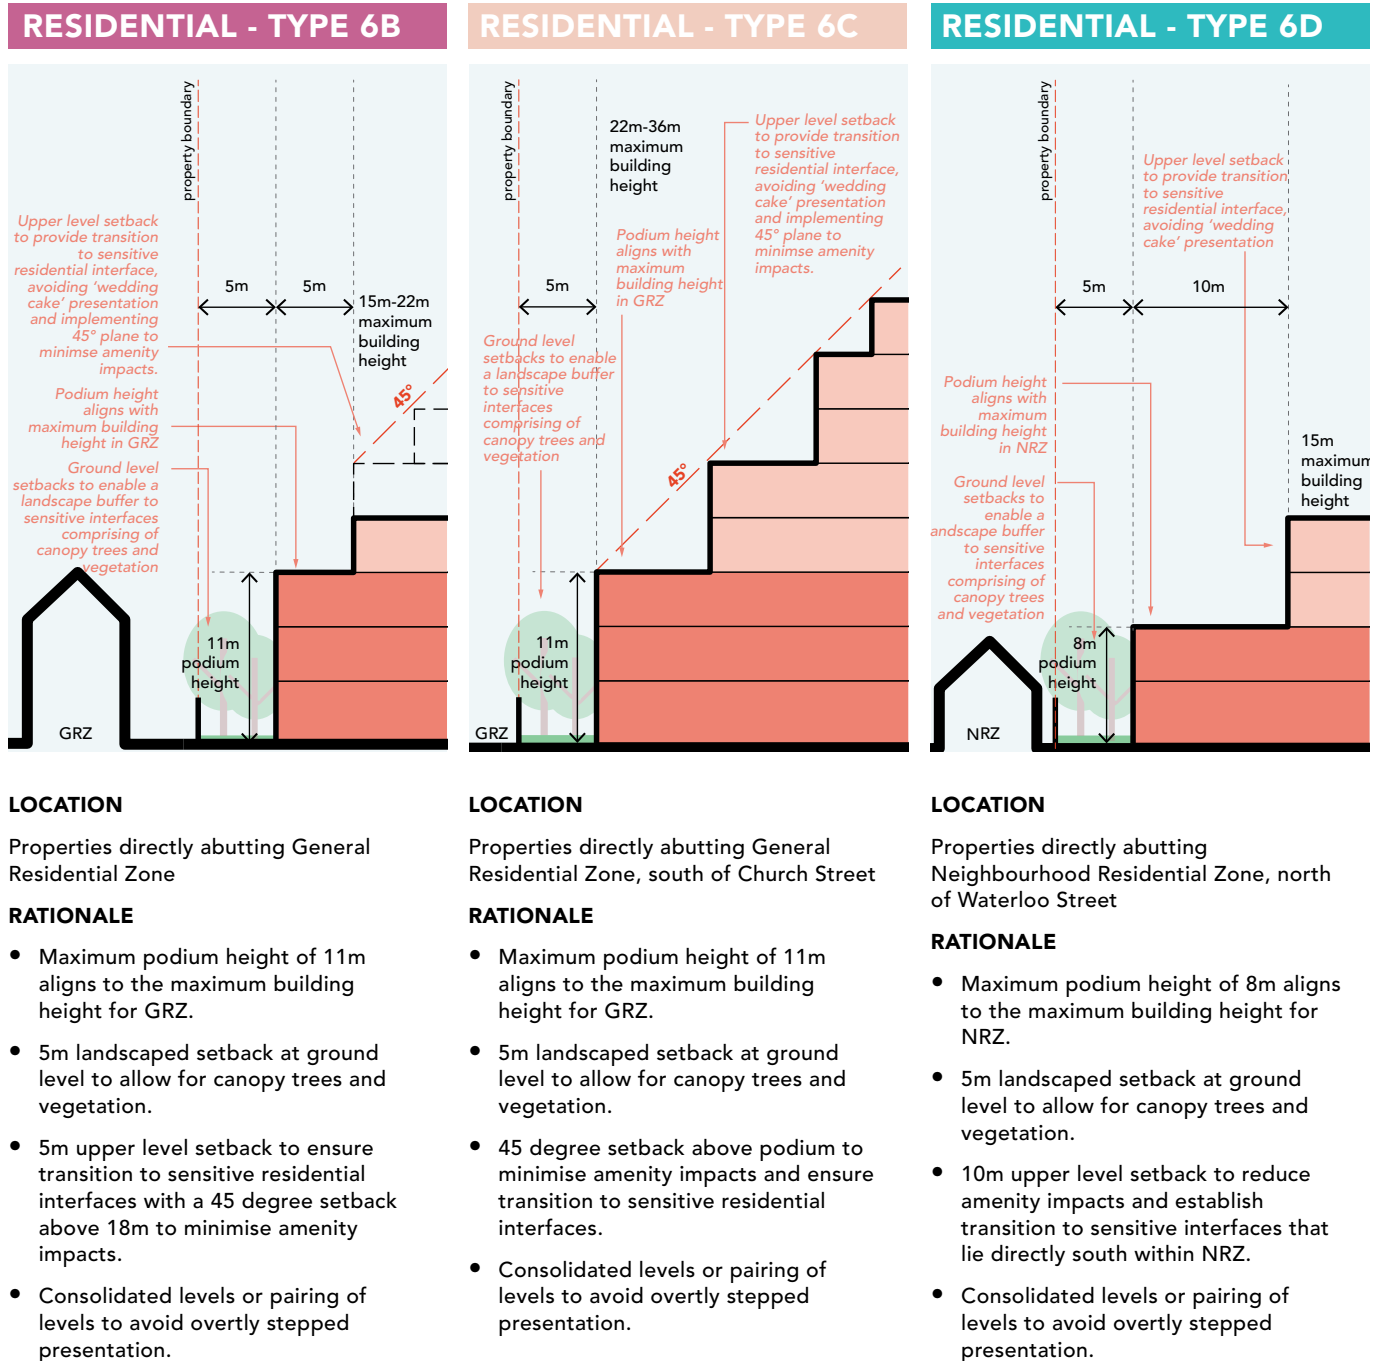 RESIDENTIAL - TYPE 6B
property boundary
Upper level setback
to provide transition
to sensitive
residential interface,
avoiding ‘wedding
cake’ presentation
and implementing
45° plane to
minimse amenity
impacts.
5m
5m
15m-22m
maximum
building
height
45°
Podium height
aligns with
maximum building
height in GRZ
Ground level
setbacks to enable a
landscape buffer to
sensitive interfaces
comprising of
canopy trees and
vegetation
11m
podium
height
GRZ
LOCATION
Properties directly abutting General
Residential Zone
RATIONALE
• Maximum podium height of 11m
aligns to the maximum building
height for GRZ.
• 5m landscaped setback at ground
level to allow for canopy trees and
vegetation.
• 5m upper level setback to ensure
transition to sensitive residential
interfaces with a 45 degree setback
above 18m to minimise amenity
impacts.
• Consolidated levels or pairing of
levels to avoid overtly stepped
presentation.
RESIDENTIAL - TYPE 6C
property boundary
22m-36m
maximum
building
height
Upper level setback
to provide transition
to sensitive
residential interface,
avoiding ‘wedding
cake’ presentation
and implementing
45° plane to
minimse amenity
impacts.
Podium height
aligns with
maximum
building height
in GRZ
5m
Ground level
setbacks to enable
a landscape buffer
to sensitive
interfaces
comprising of
canopy trees and
vegetation
45°
11m
podium
height
GRZ
LOCATION
Properties directly abutting General
Residential Zone, south of Church Street
RATIONALE
• Maximum podium height of 11m
aligns to the maximum building
height for GRZ.
• 5m landscaped setback at ground
level to allow for canopy trees and
vegetation.
• 45 degree setback above podium to
minimise amenity impacts and ensure
transition to sensitive residential
interfaces.
• Consolidated levels or pairing of
levels to avoid overtly stepped
presentation.
RESIDENTIAL - TYPE 6D
property boundary
Upper level setback
to provide transition
to sensitive
residential interface,
avoiding ‘wedding
cake’ presentation
5m
10m
Podium height
aligns with
maximum
building height
in NRZ
15m
maximum
building
height
Ground level
setbacks to
enable a
andscape buffer
to sensitive
interfaces
comprising of
canopy trees
and vegetation
8m
podium
height
NRZ
LOCATION
Properties directly abutting
Neighbourhood Residential Zone, north
of Waterloo Street
RATIONALE
• Maximum podium height of 8m aligns
to the maximum building height for
NRZ.
• 5m landscaped setback at ground
level to allow for canopy trees and
vegetation.
• 10m upper level setback to reduce
amenity impacts and establish
transition to sensitive interfaces that
lie directly south within NRZ.
• Consolidated levels or pairing of
levels to avoid overtly stepped
presentation.